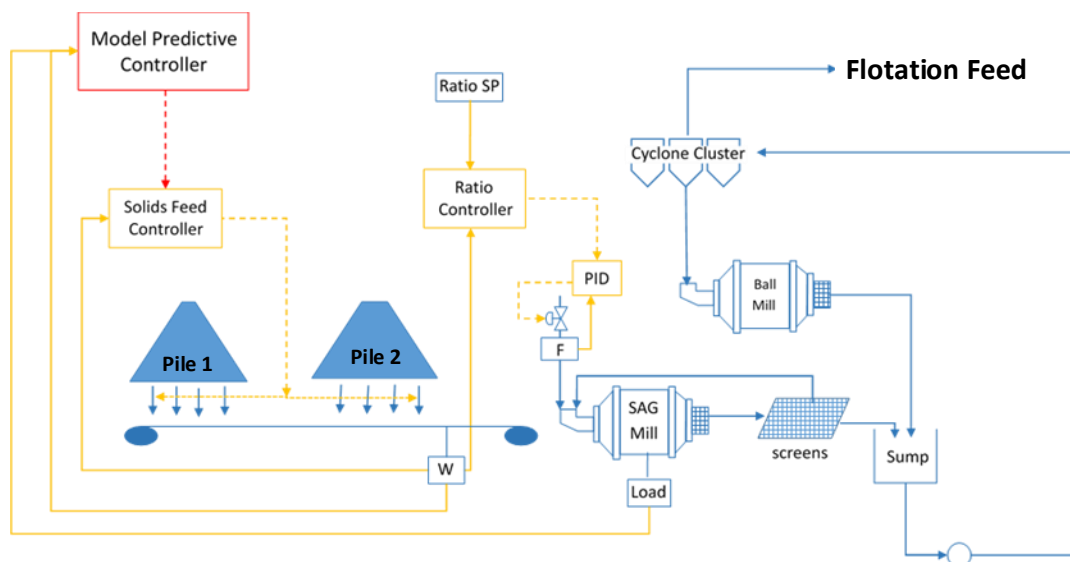 Model Predictive
Controller
Flotation Feed
Ratio SP
Cyclone Cluster
Ratio
Controller
Solids Feed
Controller
PID
Ball
Mill
F
Pile 1
Pile 2
SAG
Mill
screens
Sump
W
Load